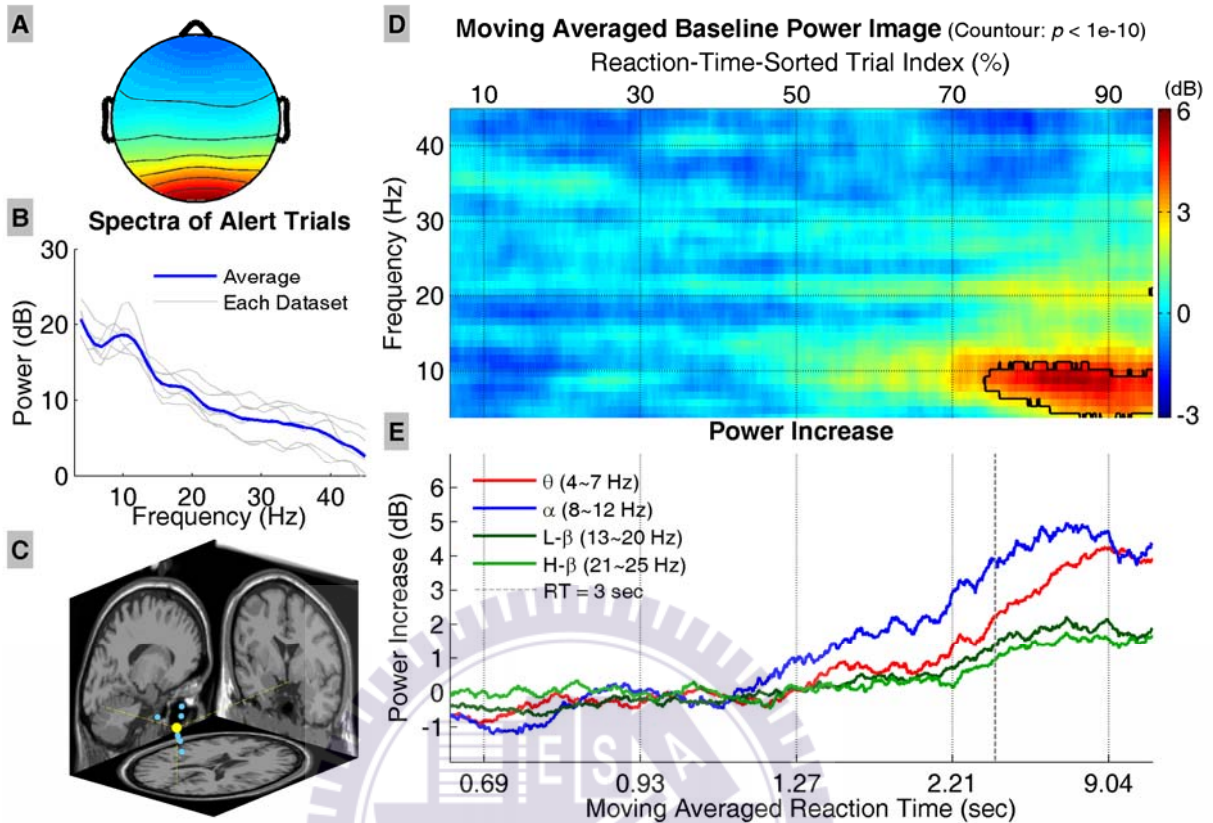 A
B
Spectra of Alert Trials
30
20
10
0
Power (dB)
Average
Each Dataset
10 20 30 40
Frequency (Hz)
C
D
Moving Averaged Baseline Power Image (Countour: p < 1e-10)
Reaction-Time-Sorted Trial Index (%)
10 30 50 70 90
(dB)
40
30
20
10
Frequency (Hz)
6
3
0
-3
E
Power Increase
6
5
4
3
2
1
0
-1
Power Increase (dB)
θ (4~7 Hz)
α (8~12 Hz)
L-β (13~20 Hz)
H-β (21~25 Hz)
RT = 3 sec
0.69 0.93 1.27 2.21 9.04
Moving Averaged Reaction Time (sec)
E S A